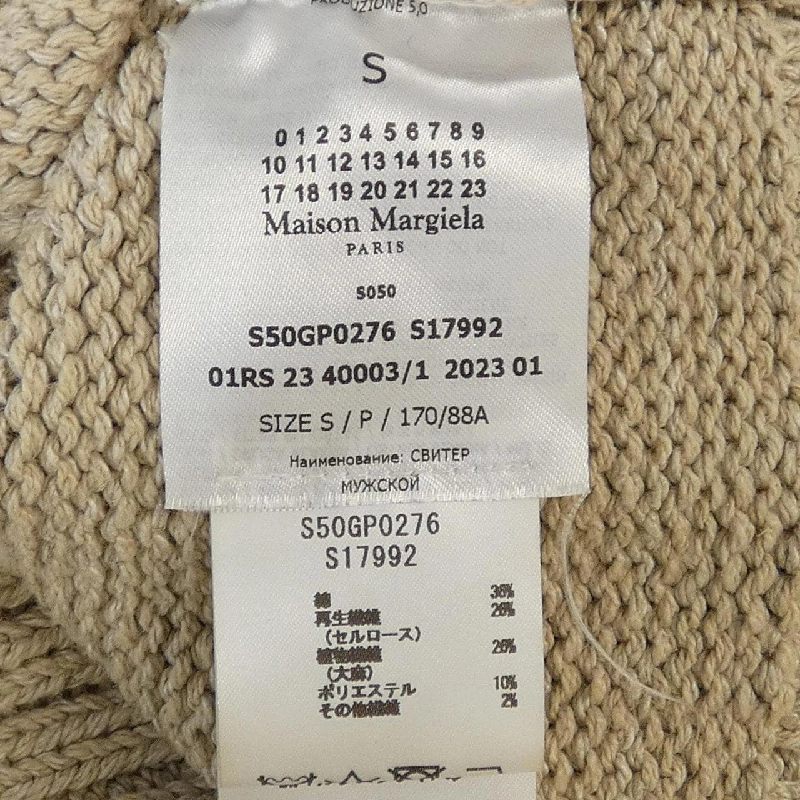 PRODUZIONE 5,0
S
0 1 2 3 4 5 6 7 8 9
10 11 12 13 14 15 16
17 18 19 20 21 22 23
Maison Margiela
PARIS
S050
S50GP0276 S17992
01RS 23 40003/1 2023 01
SIZE S / P / 170/88A
Наименование: СВИТЕР
МУЖСКОЙ
S50GP0276
S17992
綿 36%
再生繊維 26%
(セルロース)
植物繊維 26%
(大麻)
ポリエステル 10%
その他繊維 2%